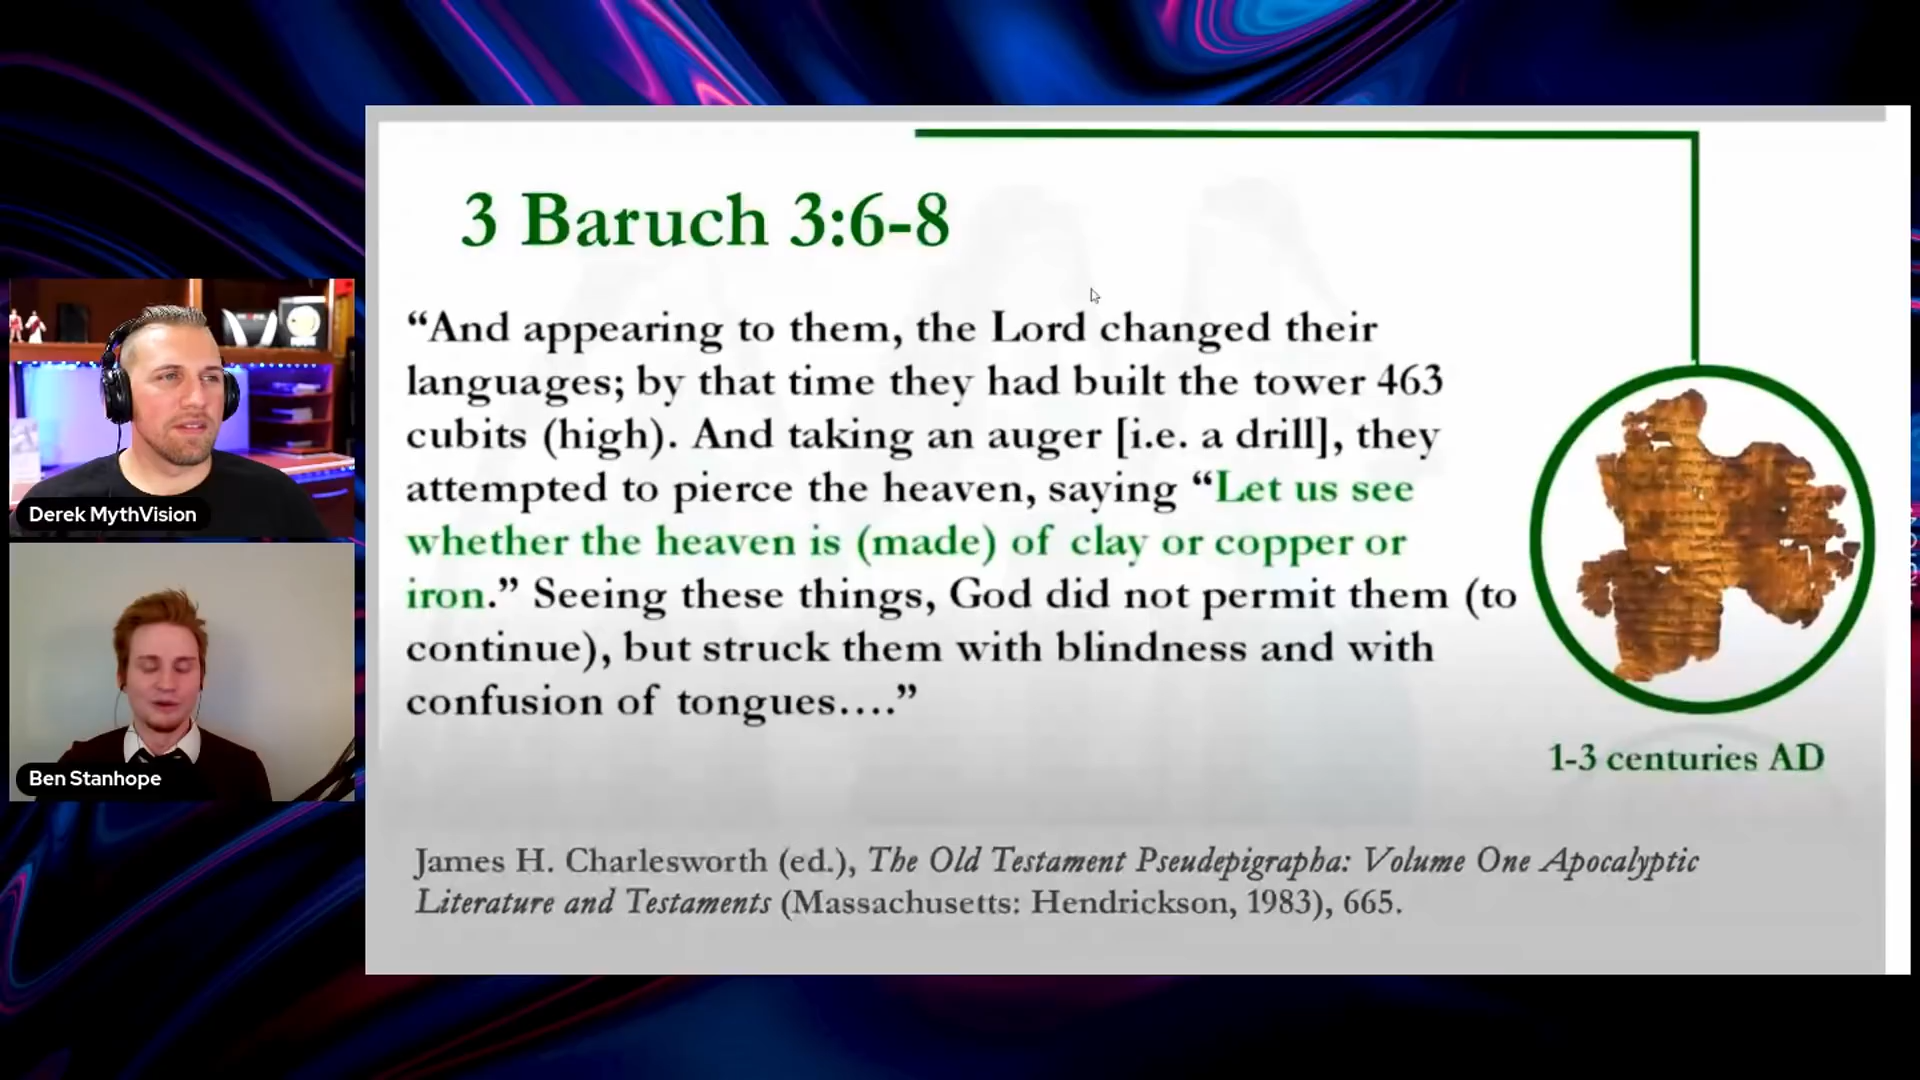 3 Baruch 3:6-8
“And appearing to them, the Lord changed their
languages; by that time they had built the tower 463
cubits (high). And taking an auger [i.e. a drill], they
attempted to pierce the heaven, saying “Let us see
whether the heaven is (made) of clay or copper or
iron.” Seeing these things, God did not permit them (to
continue), but struck them with blindness and with
confusion of tongues….”
1-3 centuries AD
James H. Charlesworth (ed.), The Old Testament Pseudepigrapha: Volume One Apocalyptic
Literature and Testaments (Massachusetts: Hendrickson, 1983), 665.
Derek MythVision
Ben Stanhope